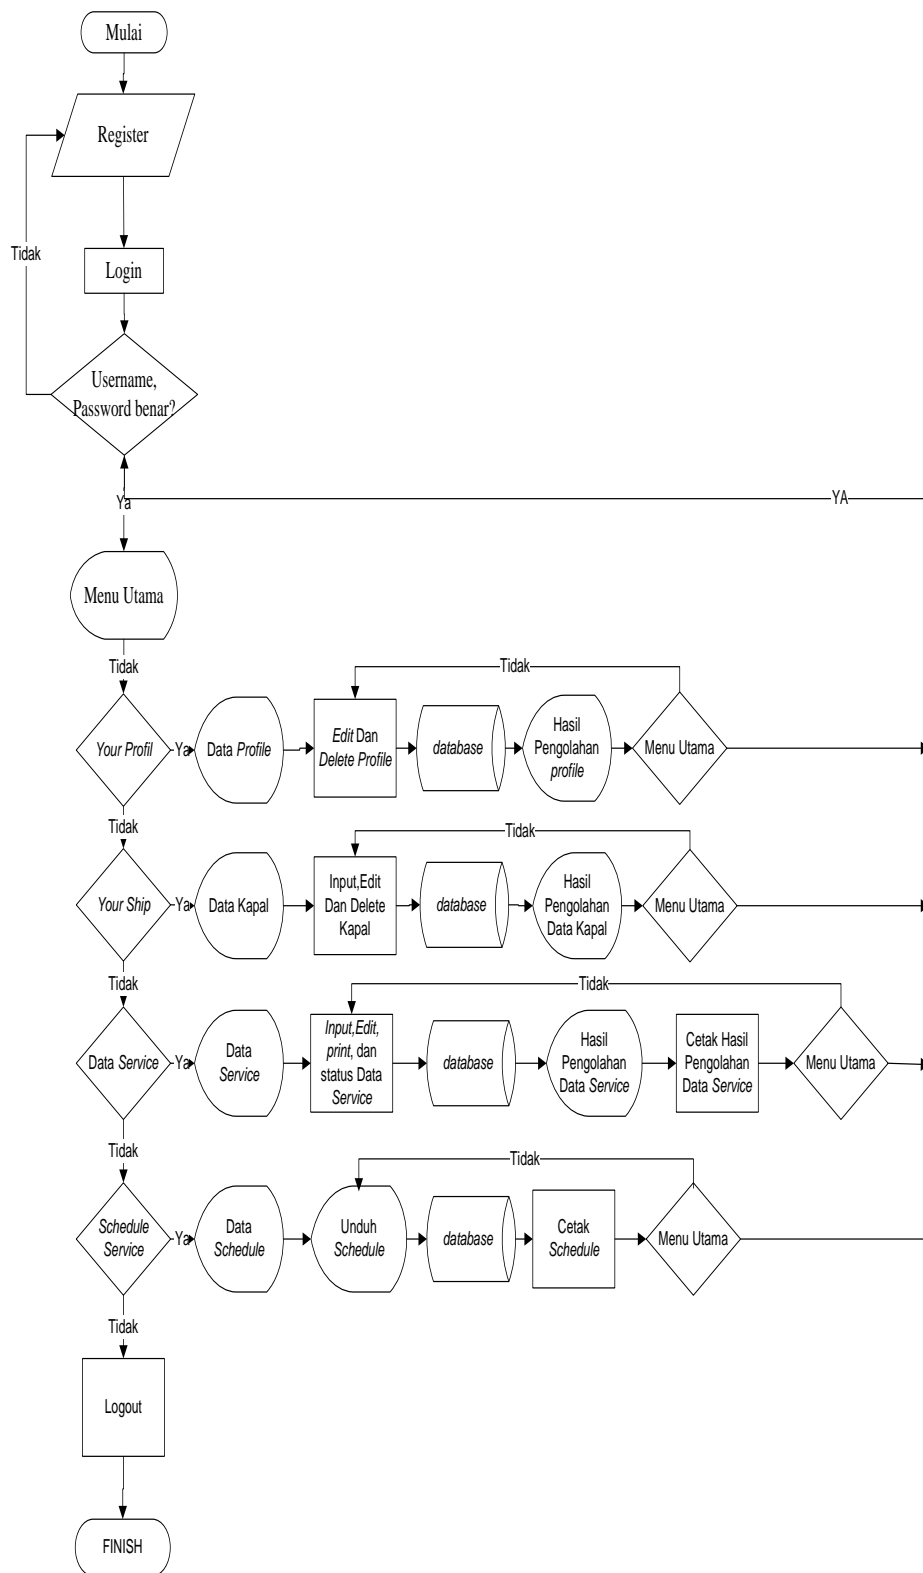 Mulai
Register
Tidak
Login
Username,
Password benar?
Ya
YA
Menu Utama
Tidak
Tidak
Your Profil
Ya
Data Profile
Edit Dan
Delete Profile
database
Hasil
Pengolahan
profile
Menu Utama
Tidak
Tidak
Your Ship
Ya
Data Kapal
Input,Edit
Dan Delete
Kapal
database
Hasil
Pengolahan
Data Kapal
Menu Utama
Tidak
Tidak
Data Service
Ya
Data
Service
Input,Edit,
print, dan
status Data
Service
database
Hasil
Pengolahan
Data Service
Cetak Hasil
Pengolahan
Data Service
Menu Utama
Tidak
Tidak
Schedule
Service
Ya
Data
Schedule
Unduh
Schedule
database
Cetak
Schedule
Menu Utama
Tidak
Logout
FINISH